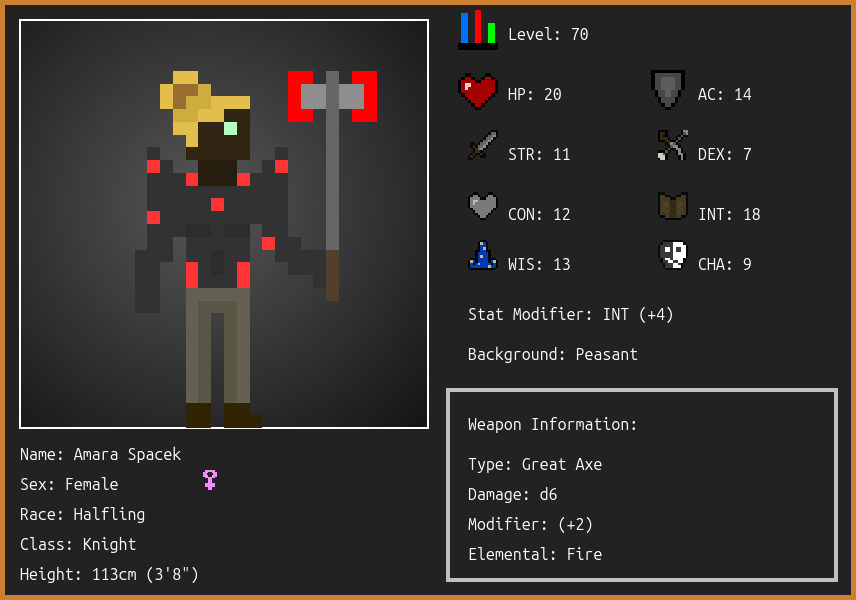 Level: 70
HP: 20
AC: 14
STR: 11
DEX: 7
CON: 12
INT: 18
WIS: 13
CHA: 9
Stat Modifier: INT (+4)
Background: Peasant
Weapon Information:
Type: Great Axe
Damage: d6
Modifier: (+2)
Elemental: Fire
Name: Amara Spacek
Sex: Female
Race: Halfling
Class: Knight
Height: 113cm (3'8")